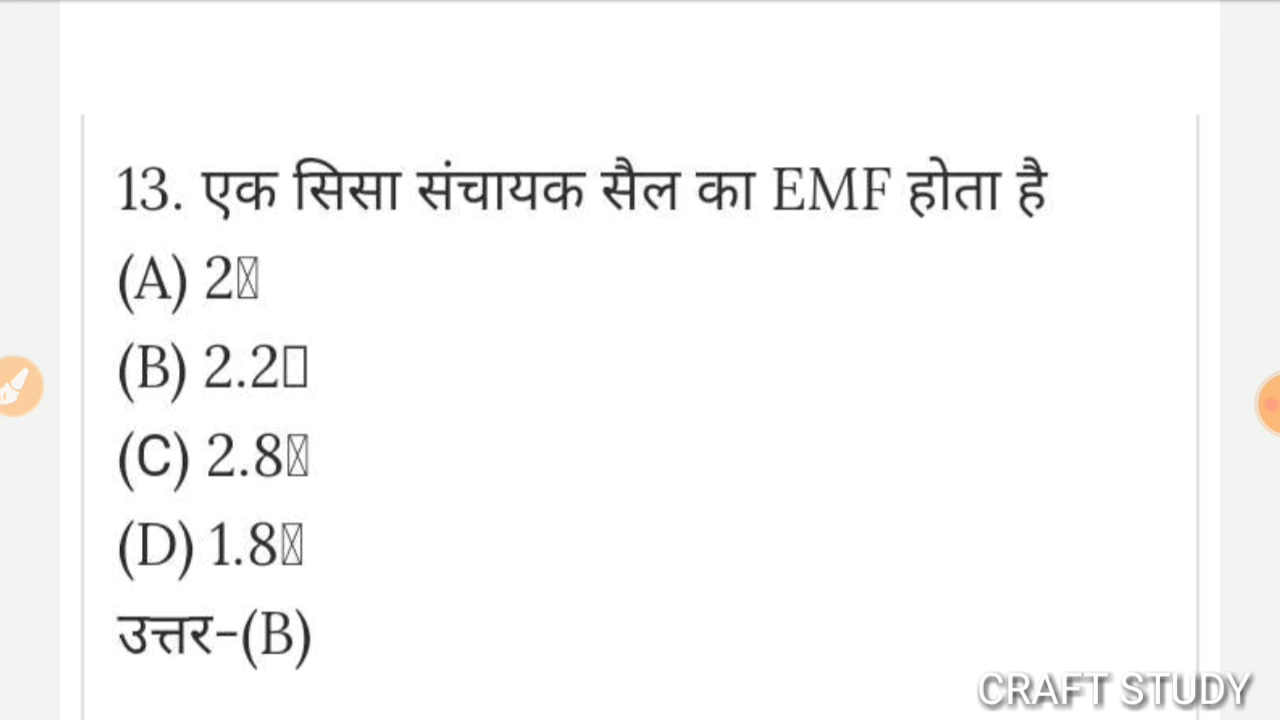 13. एक सिसा संचायक सैल का EMF होता है
(A) 2
(B) 2.2
(C) 2.8
(D) 1.8
उत्तर-(B)
CRAFT STUDY